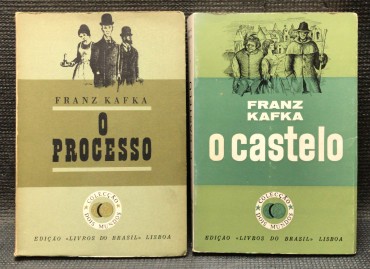 FRANZ KAFKA
O
PROCESSO
COLECÇÃO
DOIS MUNDOS
EDIÇÃO «LIVROS DO BRASIL» LISBOA
FRANZ
KAFKA
o castelo
COLECÇÃO
DOIS MUNDOS
EDIÇÃO «LIVROS DO BRASIL» LISBOA